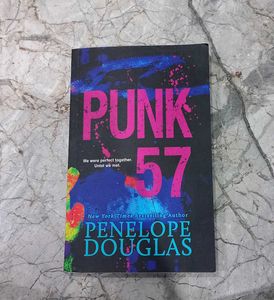 PUNK
57
We were perfect together.
Until we met.
New York Times Bestselling Author
PENELOPE
DOUGLAS